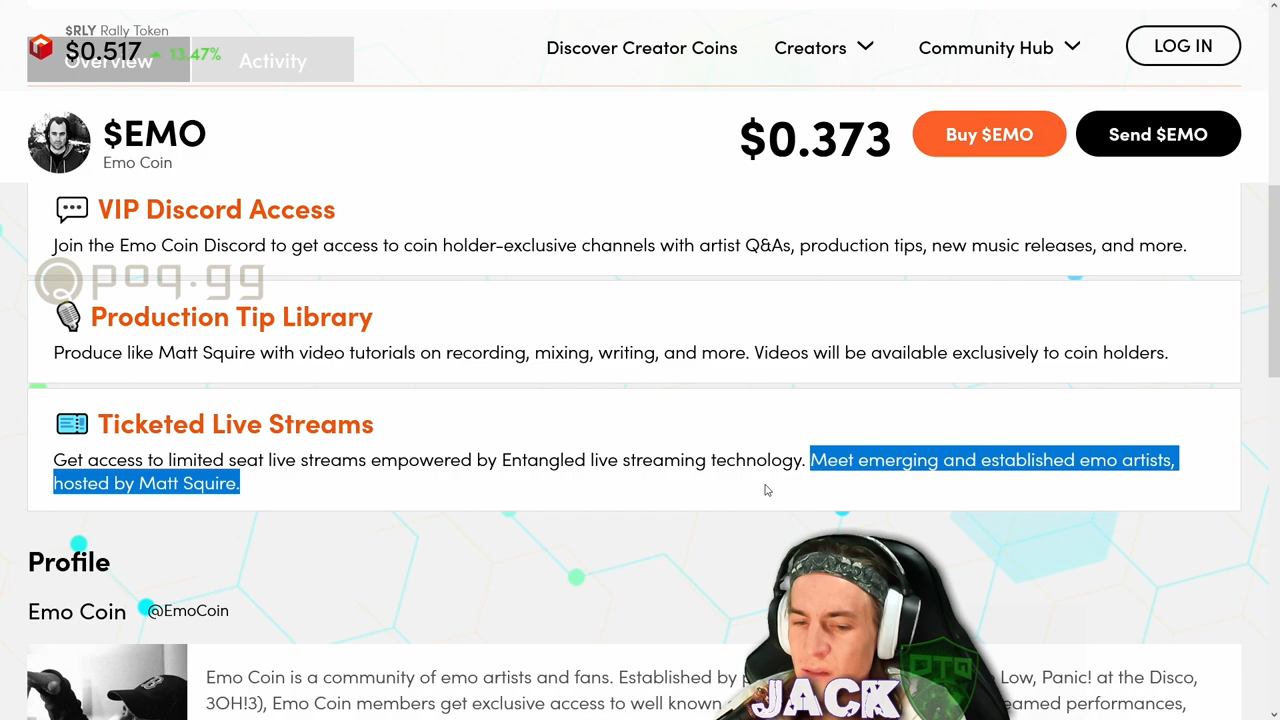 $RLY Rally Token
$0.517 13.47%
Overview Activity
Discover Creator Coins Creators Community Hub LOG IN
$EMO
Emo Coin
$0.373 Buy $EMO Send $EMO
VIP Discord Access
Join the Emo Coin Discord to get access to coin holder-exclusive channels with artist Q&As, production tips, new music releases, and more.
poq.gg
Production Tip Library
Produce like Matt Squire with video tutorials on recording, mixing, writing, and more. Videos will be available exclusively to coin holders.
Ticketed Live Streams
Get access to limited seat live streams empowered by Entangled live streaming technology. Meet emerging and established emo artists,
hosted by Matt Squire.
Profile
Emo Coin @EmoCoin
Emo Coin is a community of emo artists and fans. Established by Low, Panic! at the Disco,
3OH!3), Emo Coin members get exclusive access to well known performances,
JACK